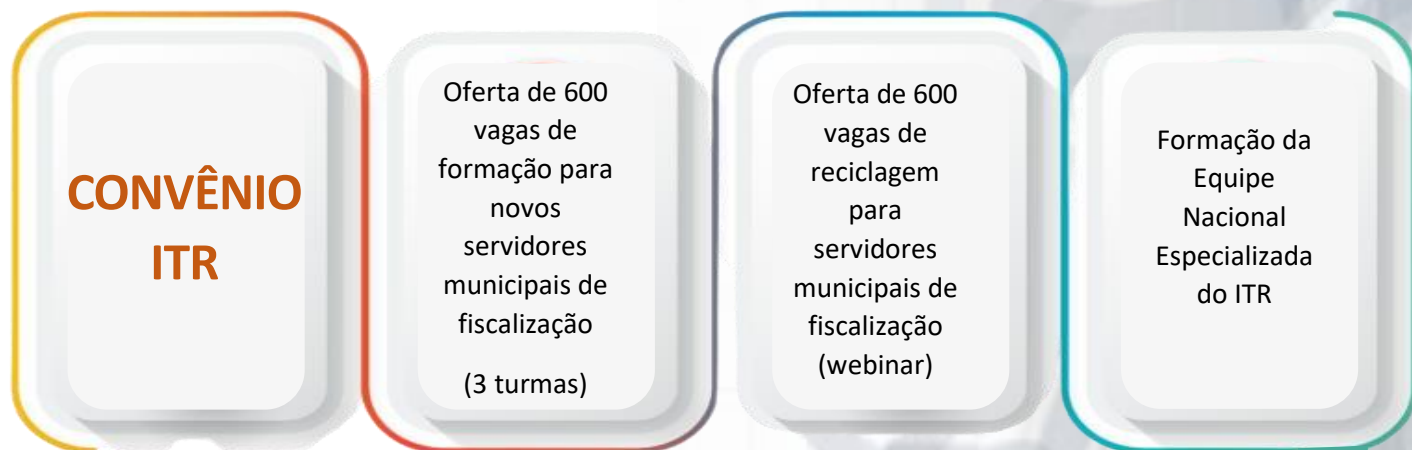 CONVÊNIO
ITR
Oferta de 600
vagas de
formação para
novos
servidores
municipais de
fiscalização
(3 turmas)
Oferta de 600
vagas de
reciclagem
para
servidores
municipais de
fiscalização
(webinar)
Formação da
Equipe
Nacional
Especializada
do ITR